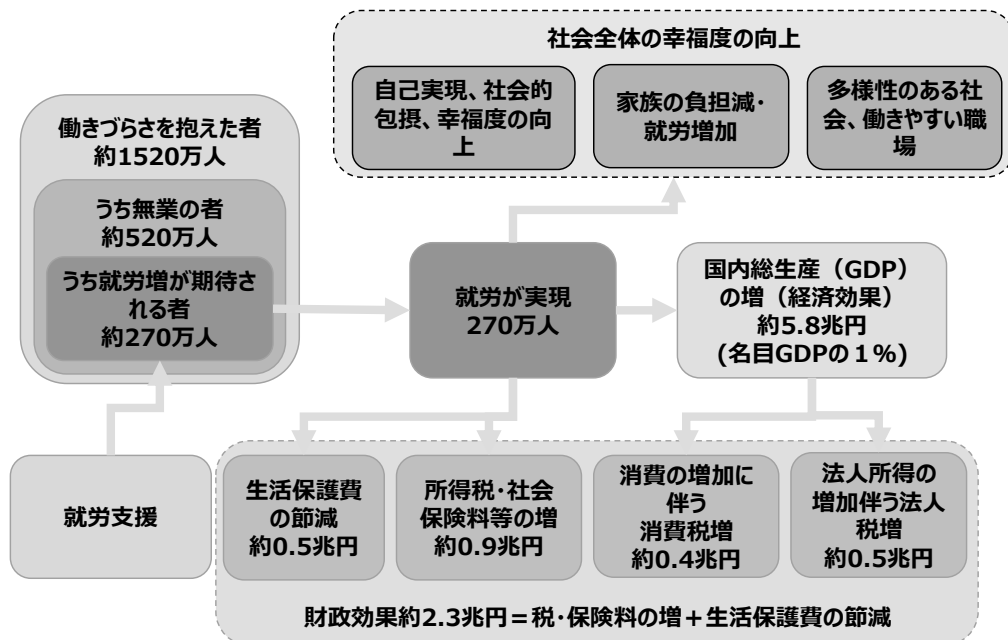 社会全体の幸福度の向上
自己実現、社会的
包摂、幸福度の向
上
家族の負担減・
就労増加
多様性のある社
会、働きやすい職
場
働きづらさを抱えた者
約1520万人
うち無業の者
約520万人
うち就労増が期待さ
れる者
約270万人
就労が実現
270万人
国内総生産（GDP）
の増（経済効果）
約5.8兆円
(名目GDPの１%)
就労支援
生活保護費
の節減
約0.5兆円
所得税・社会
保険料等の増
約0.9兆円
消費の増加に
伴う
消費税増
約0.4兆円
法人所得の
増加伴う法人
税増
約0.5兆円
財政効果約2.3兆円＝税・保険料の増＋生活保護費の節減